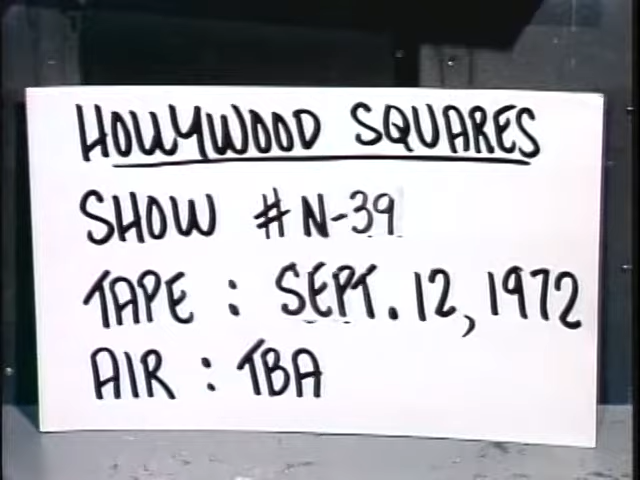 HOLLYWOOD SQUARES
SHOW # N-39
TAPE : SEPT. 12, 1972
AIR : TBA